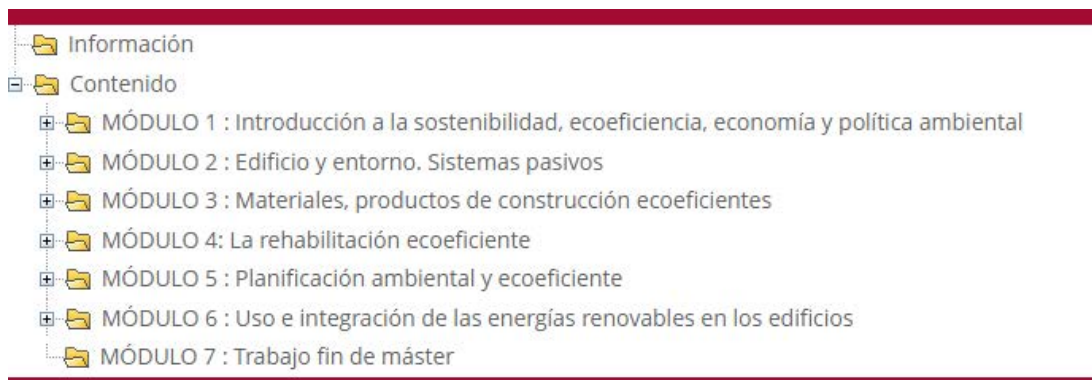 Información
Contenido
MÓDULO 1 : Introducción a la sostenibilidad, ecoeficiencia, economía y política ambiental
MÓDULO 2 : Edificio y entorno. Sistemas pasivos
MÓDULO 3 : Materiales, productos de construcción ecoeficientes
MÓDULO 4: La rehabilitación ecoeficiente
MÓDULO 5 : Planificación ambiental y ecoeficiente
MÓDULO 6 : Uso e integración de las energías renovables en los edificios
MÓDULO 7 : Trabajo fin de máster